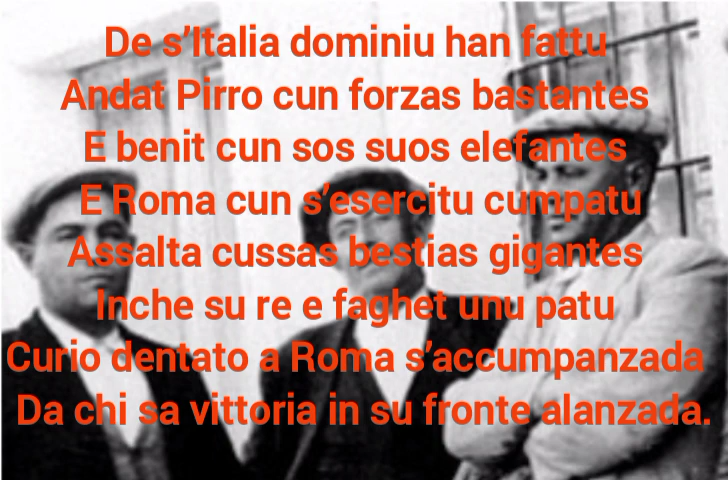 De s'Italia dominiu han fattu
Andat Pirro cun forzas bastantes
E benit cun sos suos elefantes
E Roma cun s'esercitu cumpatu
Assalta cussas bestias gigantes
Inche su re e faghet unu patu
Curio dentato a Roma s'accumpanzada
Da chi sa vittoria in su fronte alanzada.